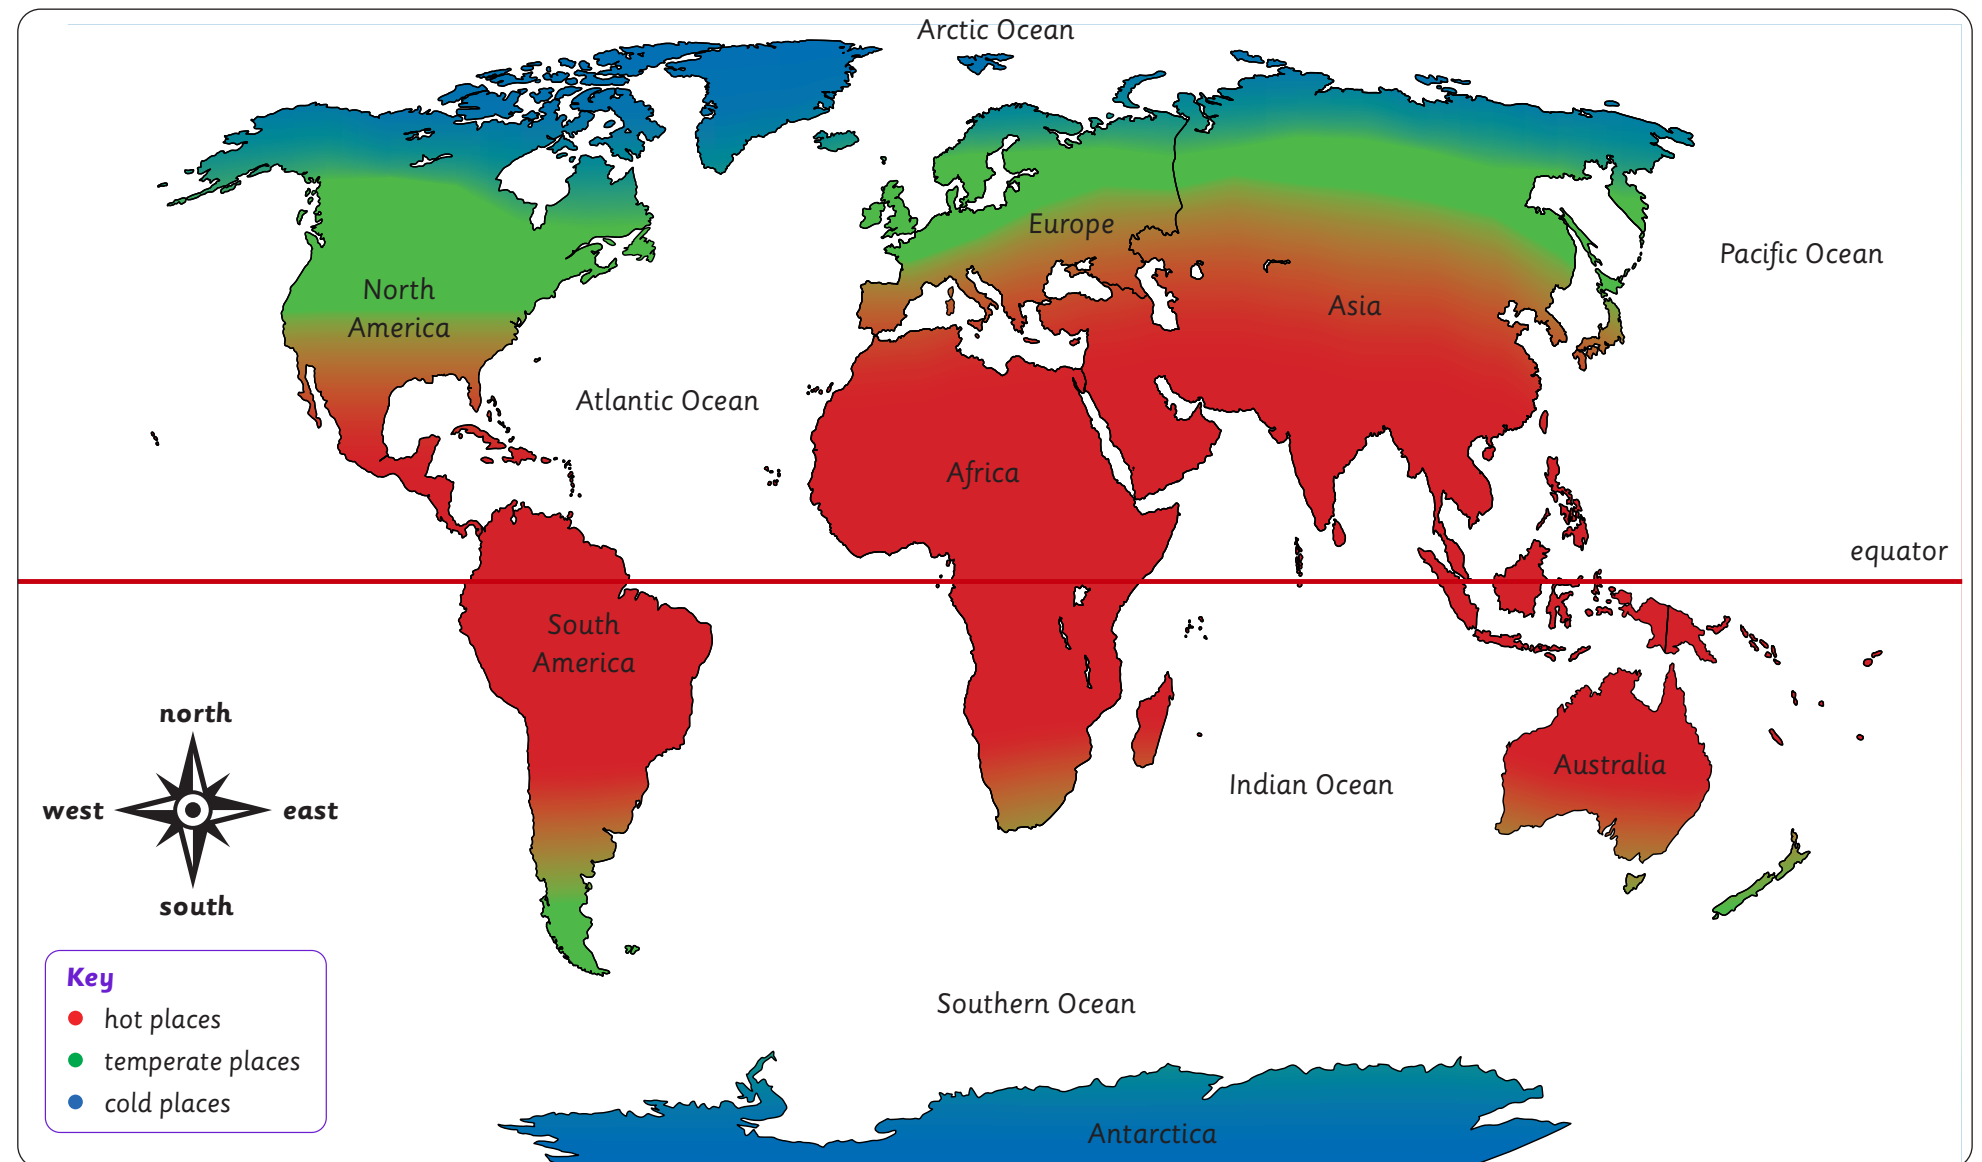 Arctic Ocean
Europe
Pacific Ocean
North
America
Asia
Atlantic Ocean
Africa
equator
South
America
north
west
east
south
Indian Ocean
Australia
Key
hot places
temperate places
cold places
Southern Ocean
Antarctica